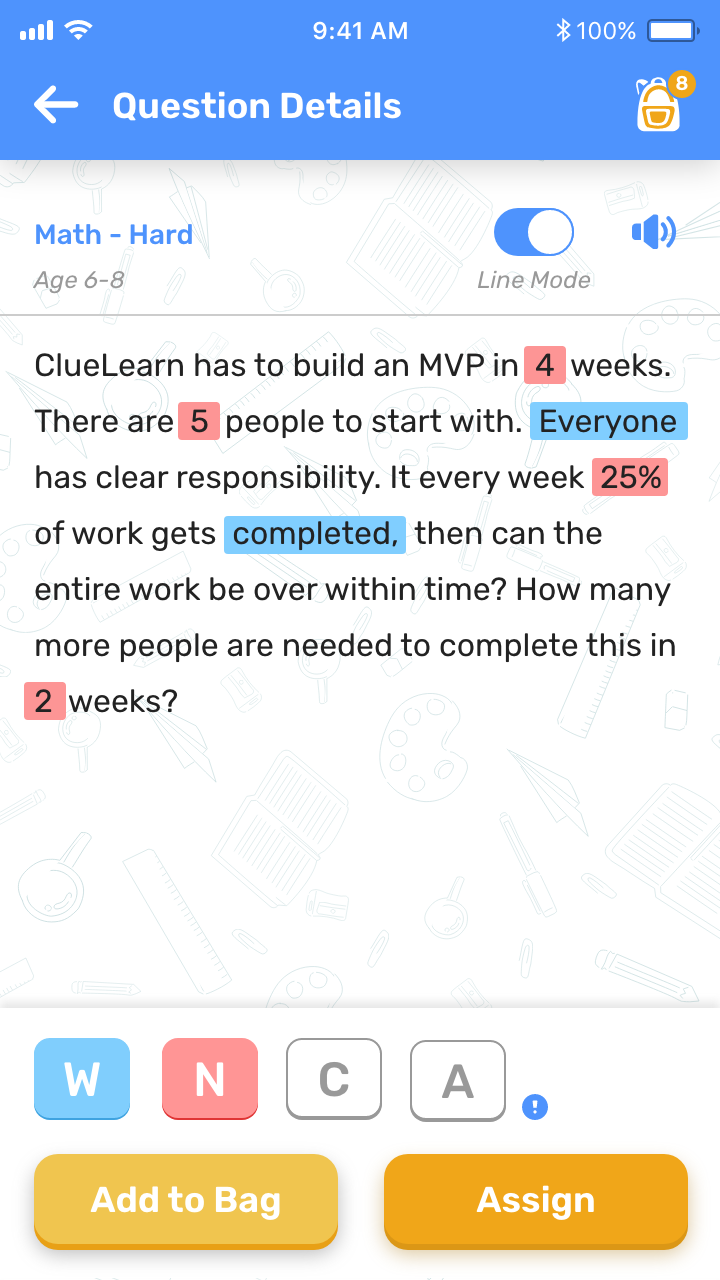 9:41 AM 100%
Question Details 8
Math - Hard
Age 6-8 Line Mode
ClueLearn has to build an MVP in 4 weeks.
There are 5 people to start with. Everyone
has clear responsibility. It every week 25%
of work gets completed, then can the
entire work be over within time? How many
more people are needed to complete this in
2 weeks?
W N C A !
Add to Bag Assign